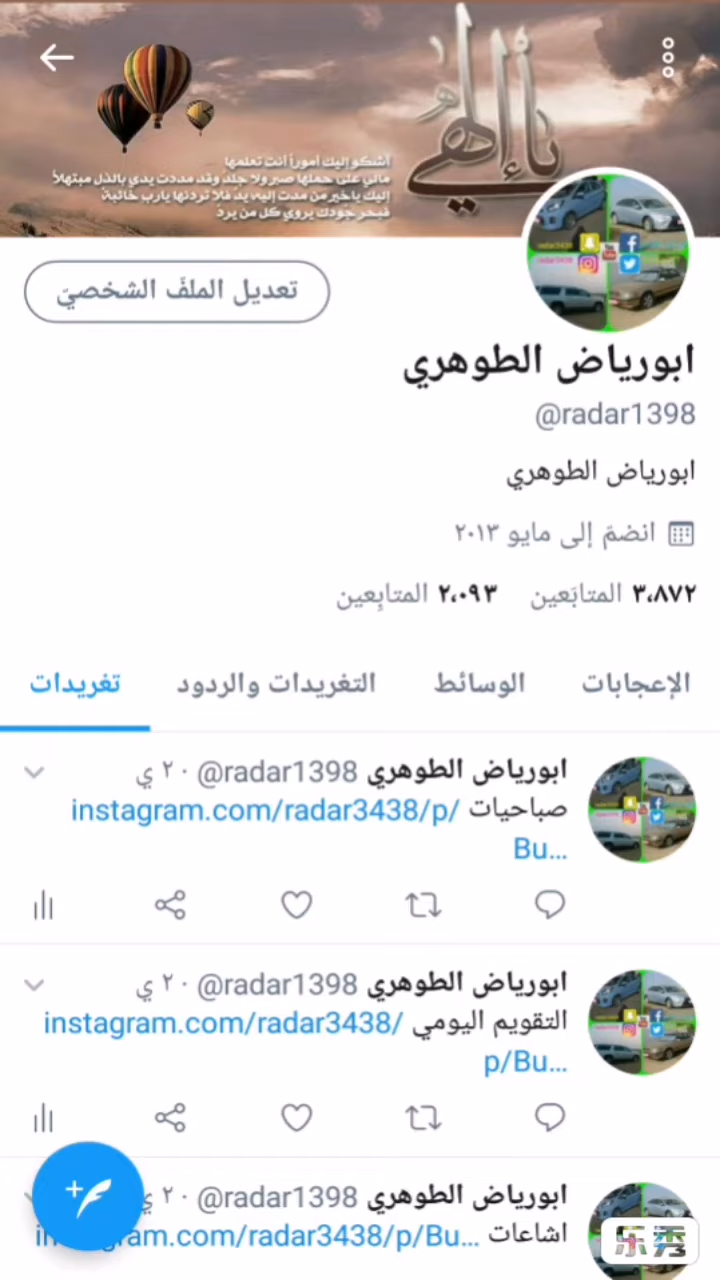 ياإلهي
أشكو إليك أموراً أنت تعلمها
مالي على حملها صبر ولا جلد وقد مددت يدي بالذل مبتهلاً
إليك ياخير من مدت إليه يد فلا تردنها يارب خائبة
فبحر جودك يروي كل من يرد
تعديل الملفّ الشخصيّ
ابورياض الطوهري
@radar1398
ابورياض الطوهري
انضمّ إلى مايو ٢٠١٣
٣،٨٧٢ المتابَعين ٢،٠٩٣ المتابِعين
الإعجابات الوسائط التغريدات والردود تغريدات
ابورياض الطوهري @radar1398 · ٢٠ ي
صباحيات instagram.com/radar3438/p/
Bu…
ابورياض الطوهري @radar1398 · ٢٠ ي
التقويم اليومي instagram.com/radar3438/
p/Bu…
ابورياض الطوهري @radar1398 · ٢٠ ي
اشاعات instagram.com/radar3438/p/Bu…
乐秀